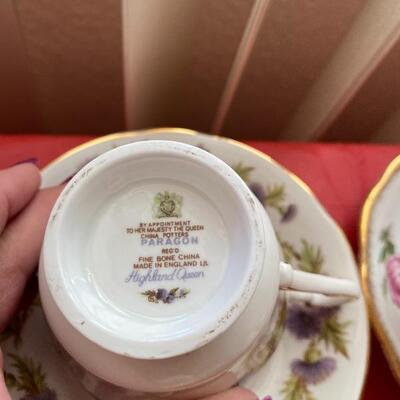 BY APPOINTMENT
TO HER MAJESTY THE QUEEN
CHINA POTTERS
PARAGON
REG'D
FINE BONE CHINA
MADE IN ENGLAND
Highland Queen